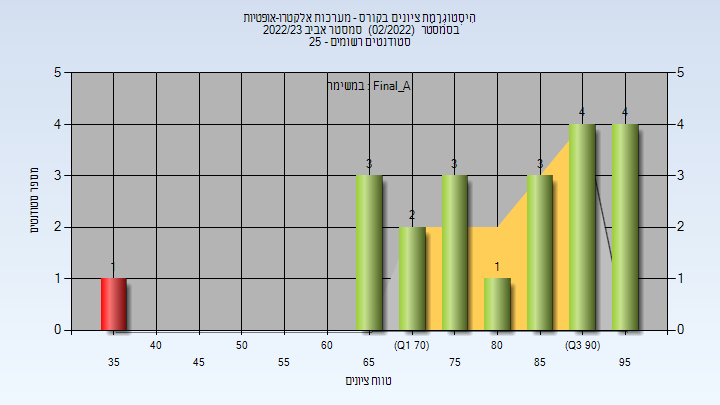 היסטוגרמת ציונים בקורס - מערכות אלקטרו-אופטיות
בסמסטר (02/2022) סמסטר אביב 2022/23
סטודנטים רשומים - 25
במשימה : Final_A
מספר סטודנטים
5 5
4 4
3 3
2 2
1 1
0 0
1 3 2 3 1 3 4 4
40 50 60 (Q1 70) 80 (Q3 90)
35 45 55 65 75 85 95
טווח ציונים